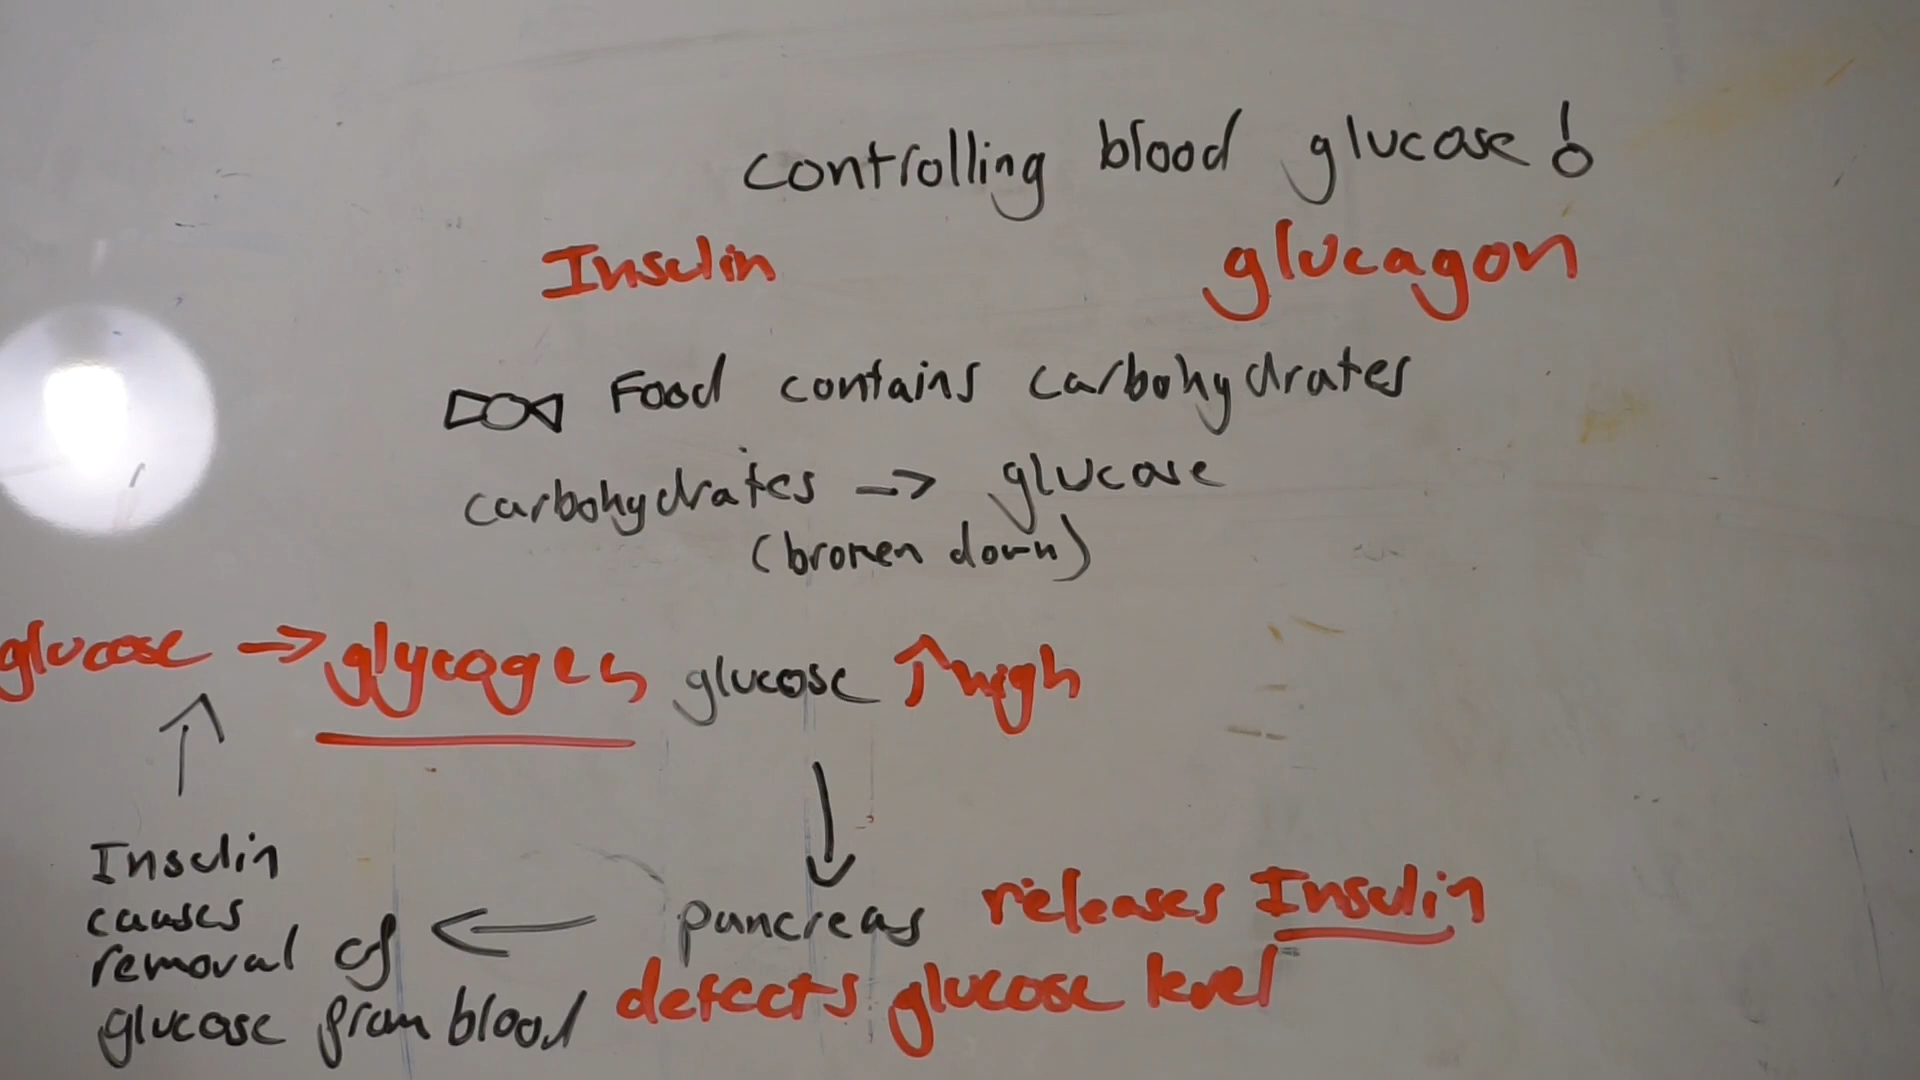 controlling blood glucose!
Insulin glucagon
Food contains carbohydrates
carbohydrates -> glucose
(broken down)
glucose -> glycogen glucose ↑ high
Insulin
causes
removal of
glucose from blood
pancreas releases Insulin
detects glucose level